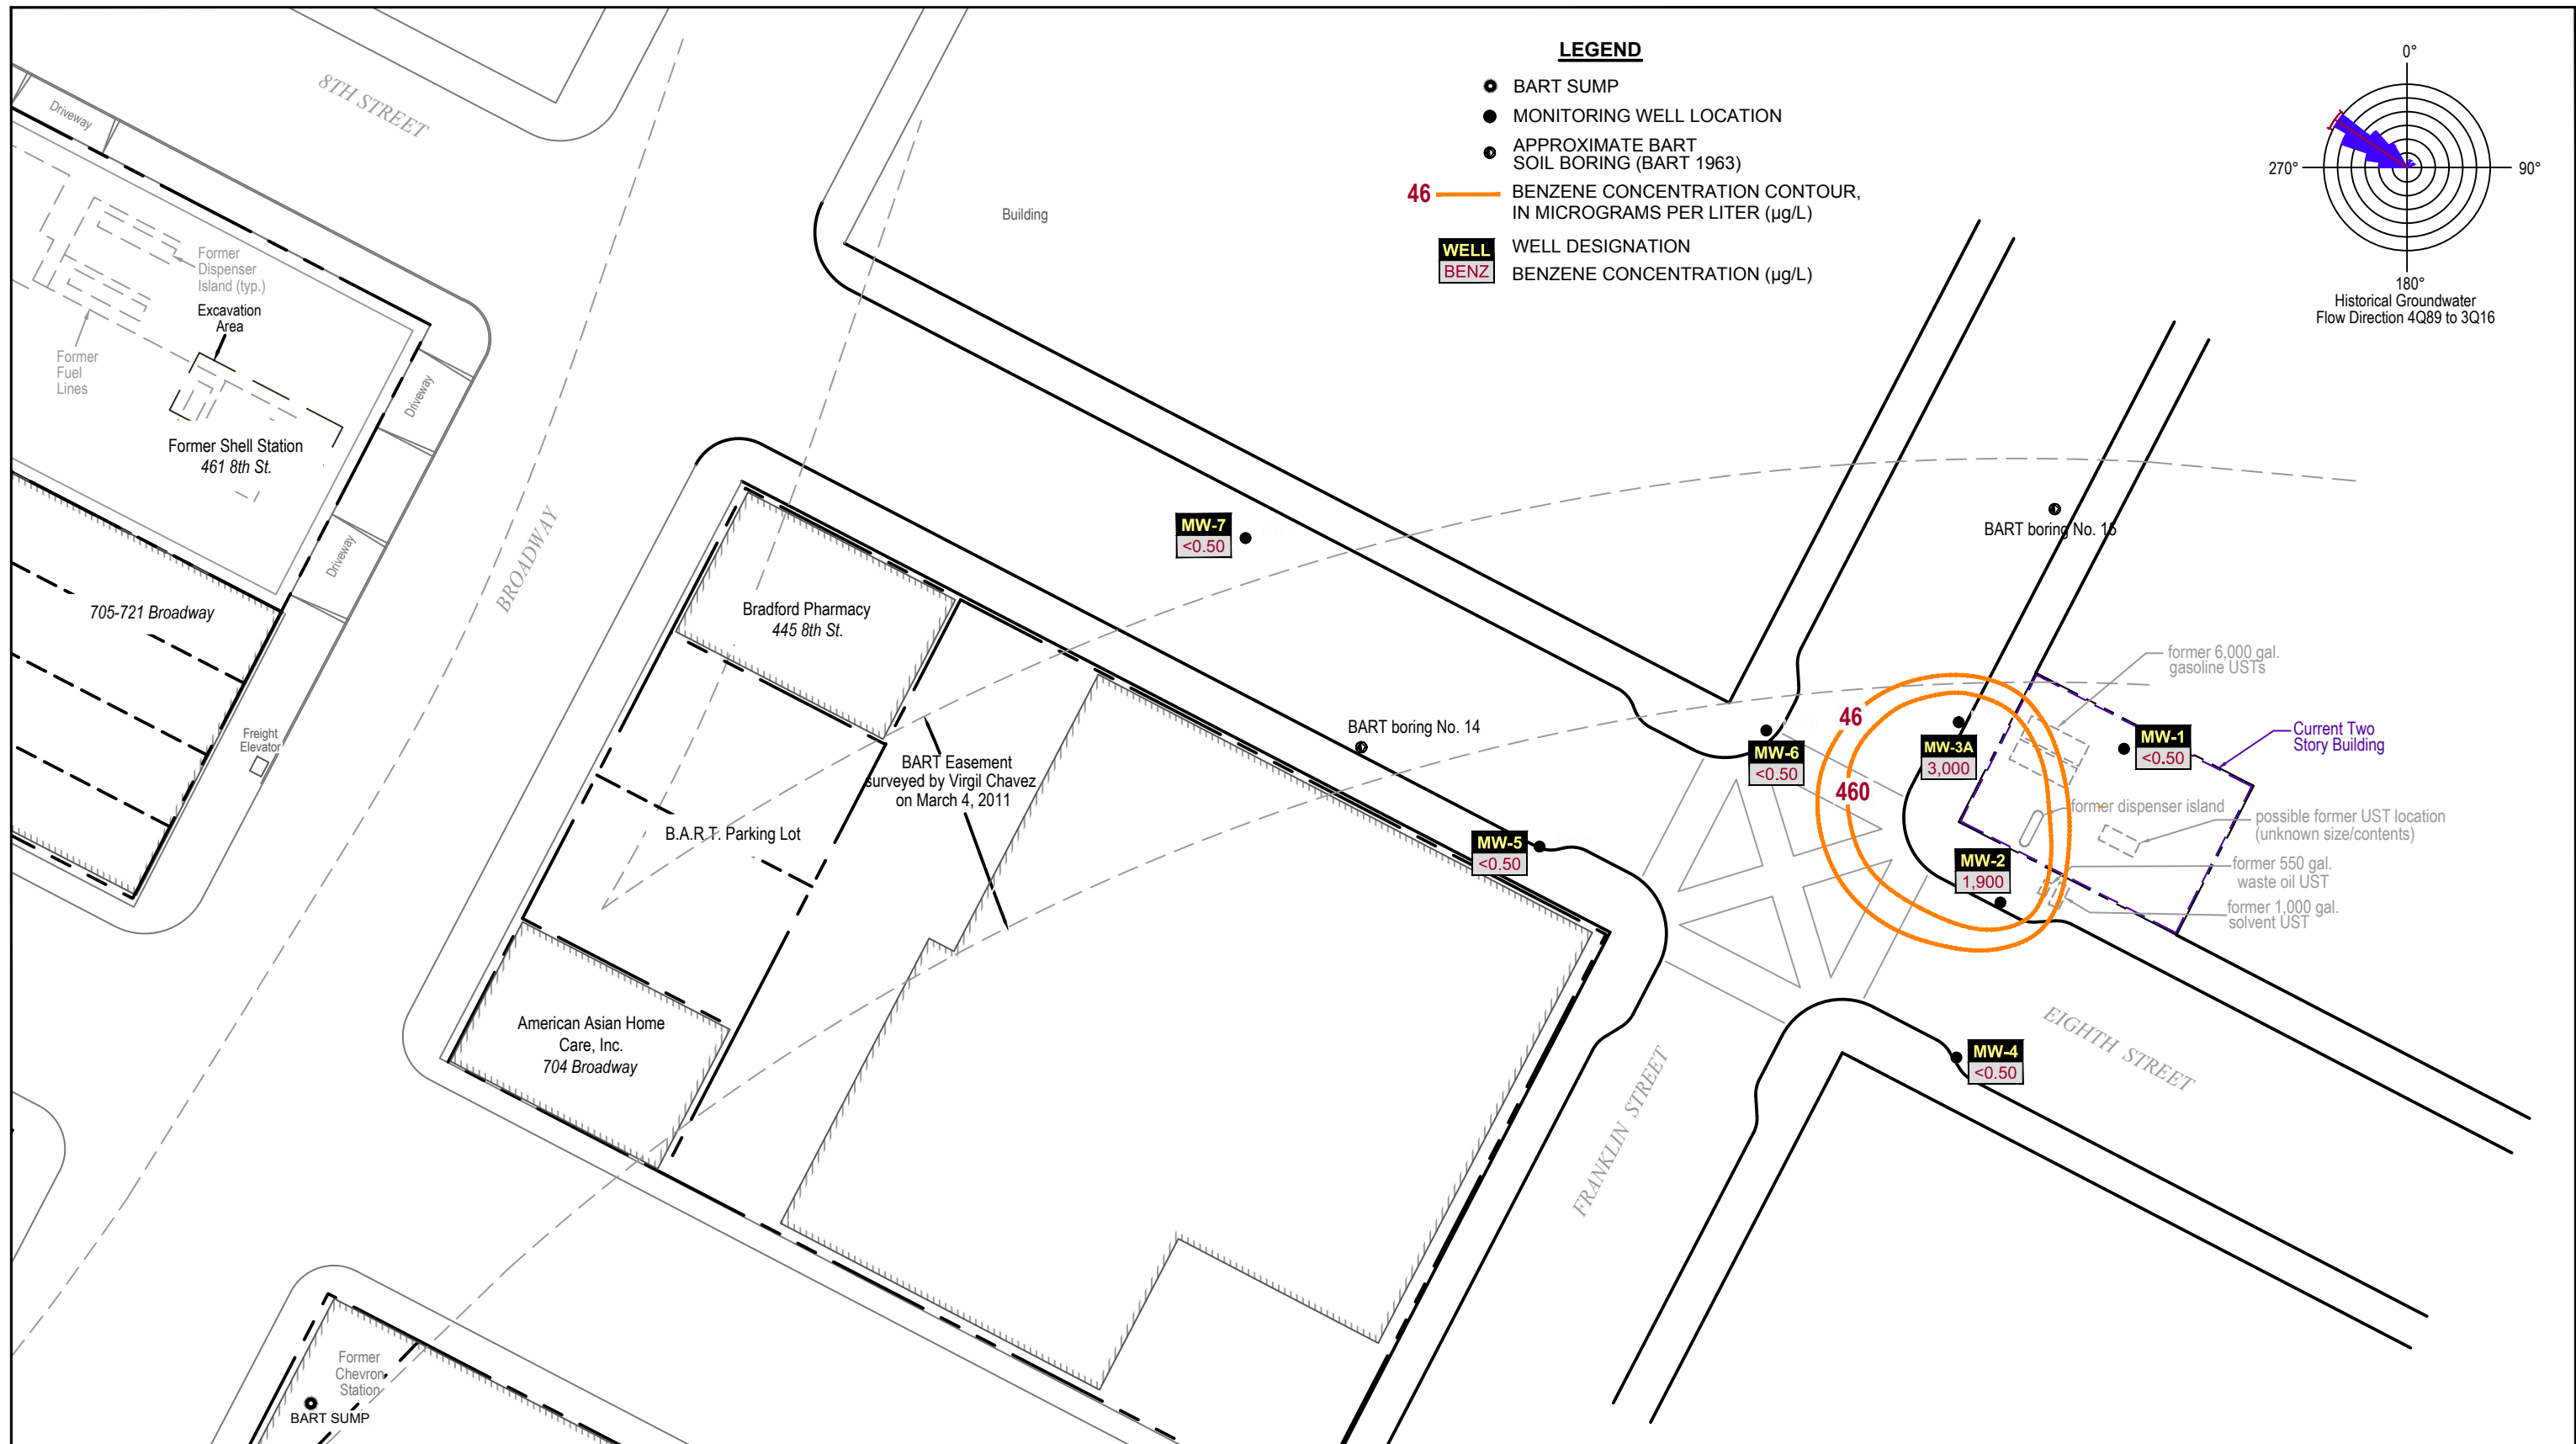 LEGEND
BART SUMP
MONITORING WELL LOCATION
APPROXIMATE BART
SOIL BORING (BART 1963)
46
BENZENE CONCENTRATION CONTOUR,
IN MICROGRAMS PER LITER (µg/L)
WELL
BENZ
WELL DESIGNATION
BENZENE CONCENTRATION (µg/L)
0°
270°
90°
180°
Historical Groundwater
Flow Direction 4Q89 to 3Q16
Driveway
8TH STREET
Building
Former
Dispenser
Island (typ.)
Excavation
Area
Former
Fuel
Lines
Driveway
Former Shell Station
461 8th St.
Driveway
BROADWAY
705-721 Broadway
Freight
Elevator
MW-7
<0.50
Bradford Pharmacy
445 8th St.
BART boring No. 14
BART Easement
surveyed by Virgil Chavez
on March 4, 2011
B.A.R.T. Parking Lot
American Asian Home
Care, Inc.
704 Broadway
Former
Chevron
Station
BART SUMP
BART boring No. 15
former 6,000 gal.
gasoline USTs
46
460
MW-6
<0.50
MW-3A
3,000
MW-1
<0.50
Current Two
Story Building
former dispenser island
possible former UST location
(unknown size/contents)
MW-5
<0.50
MW-2
1,900
former 550 gal.
waste oil UST
former 1,000 gal.
solvent UST
MW-4
<0.50
EIGHTH STREET
FRANKLIN STREET